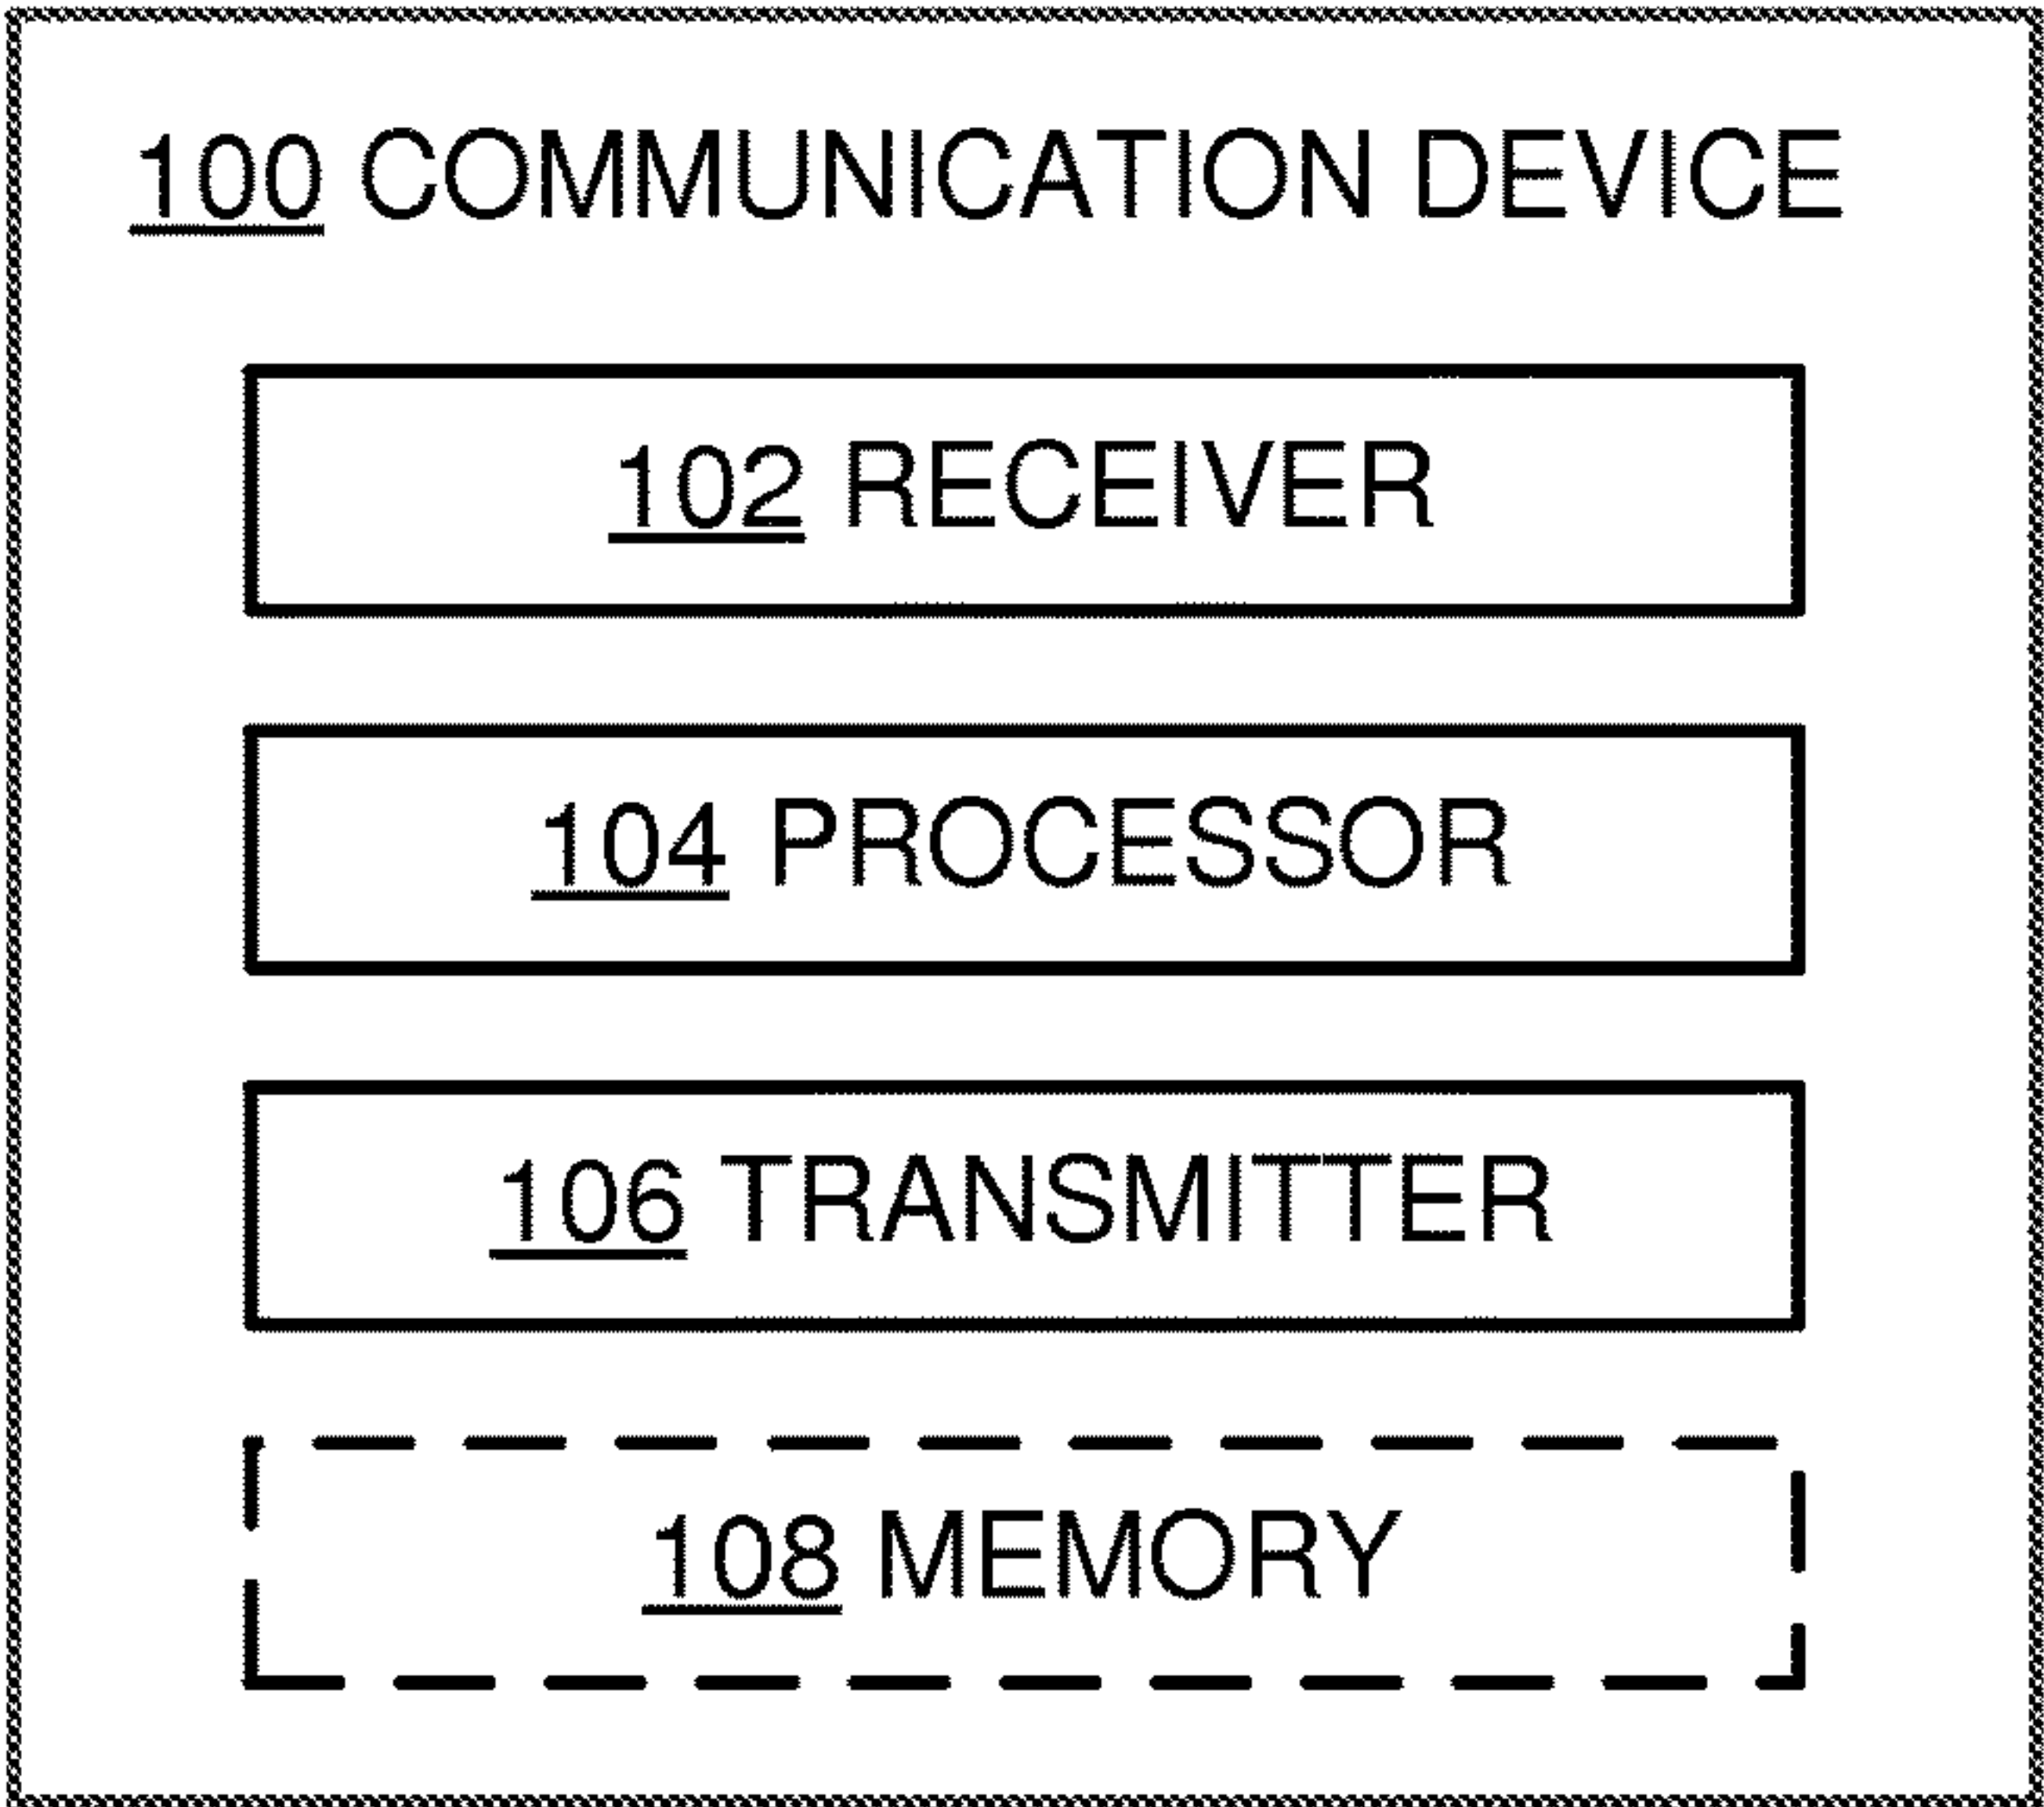 100 COMMUNICATION DEVICE
102 RECEIVER
104 PROCESSOR
106 TRANSMITTER
108 MEMORY